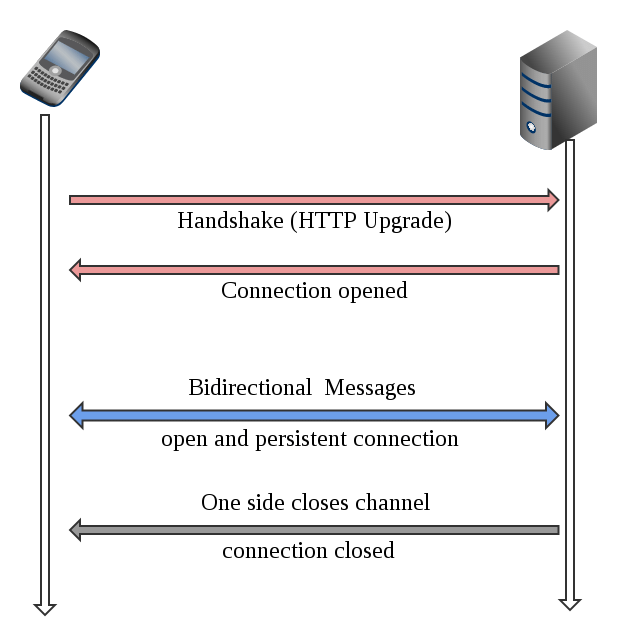 Handshake (HTTP Upgrade)
Connection opened
Bidirectional  Messages
open and persistent connection
One side closes channel
connection closed